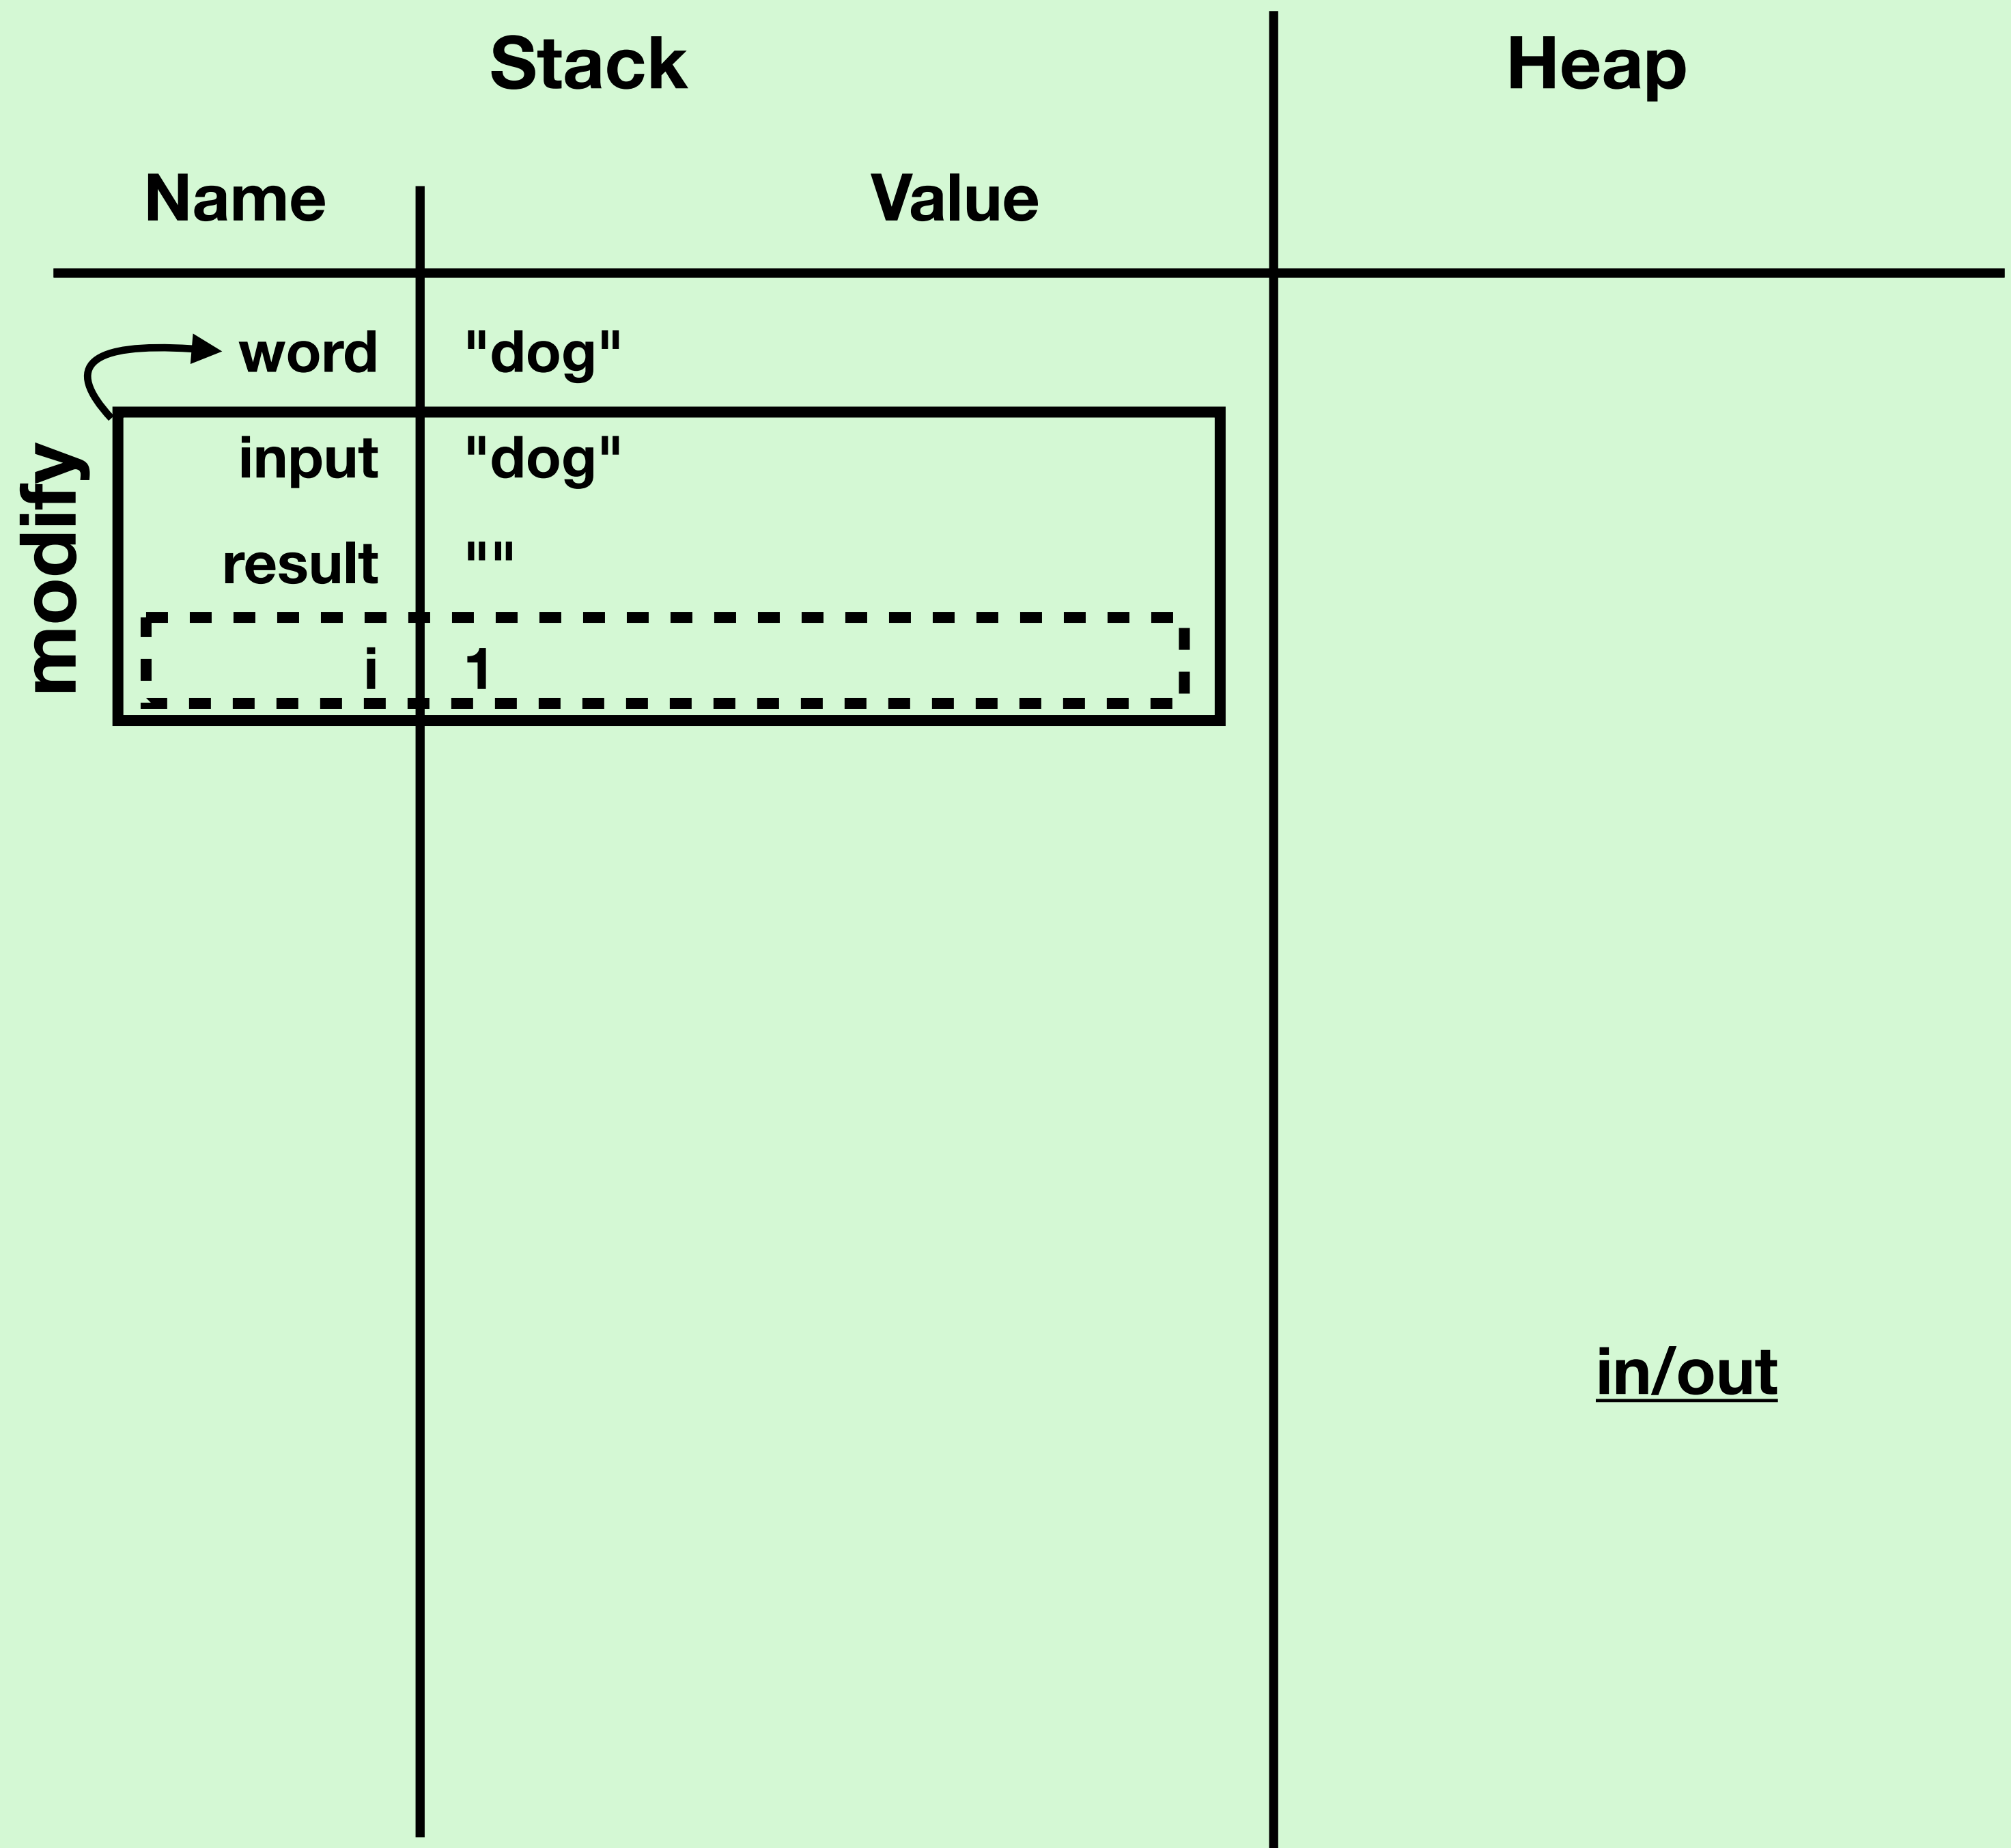 Stack Heap
Name Value
word "dog"
modify
input "dog"
result ""
i 1
in/out